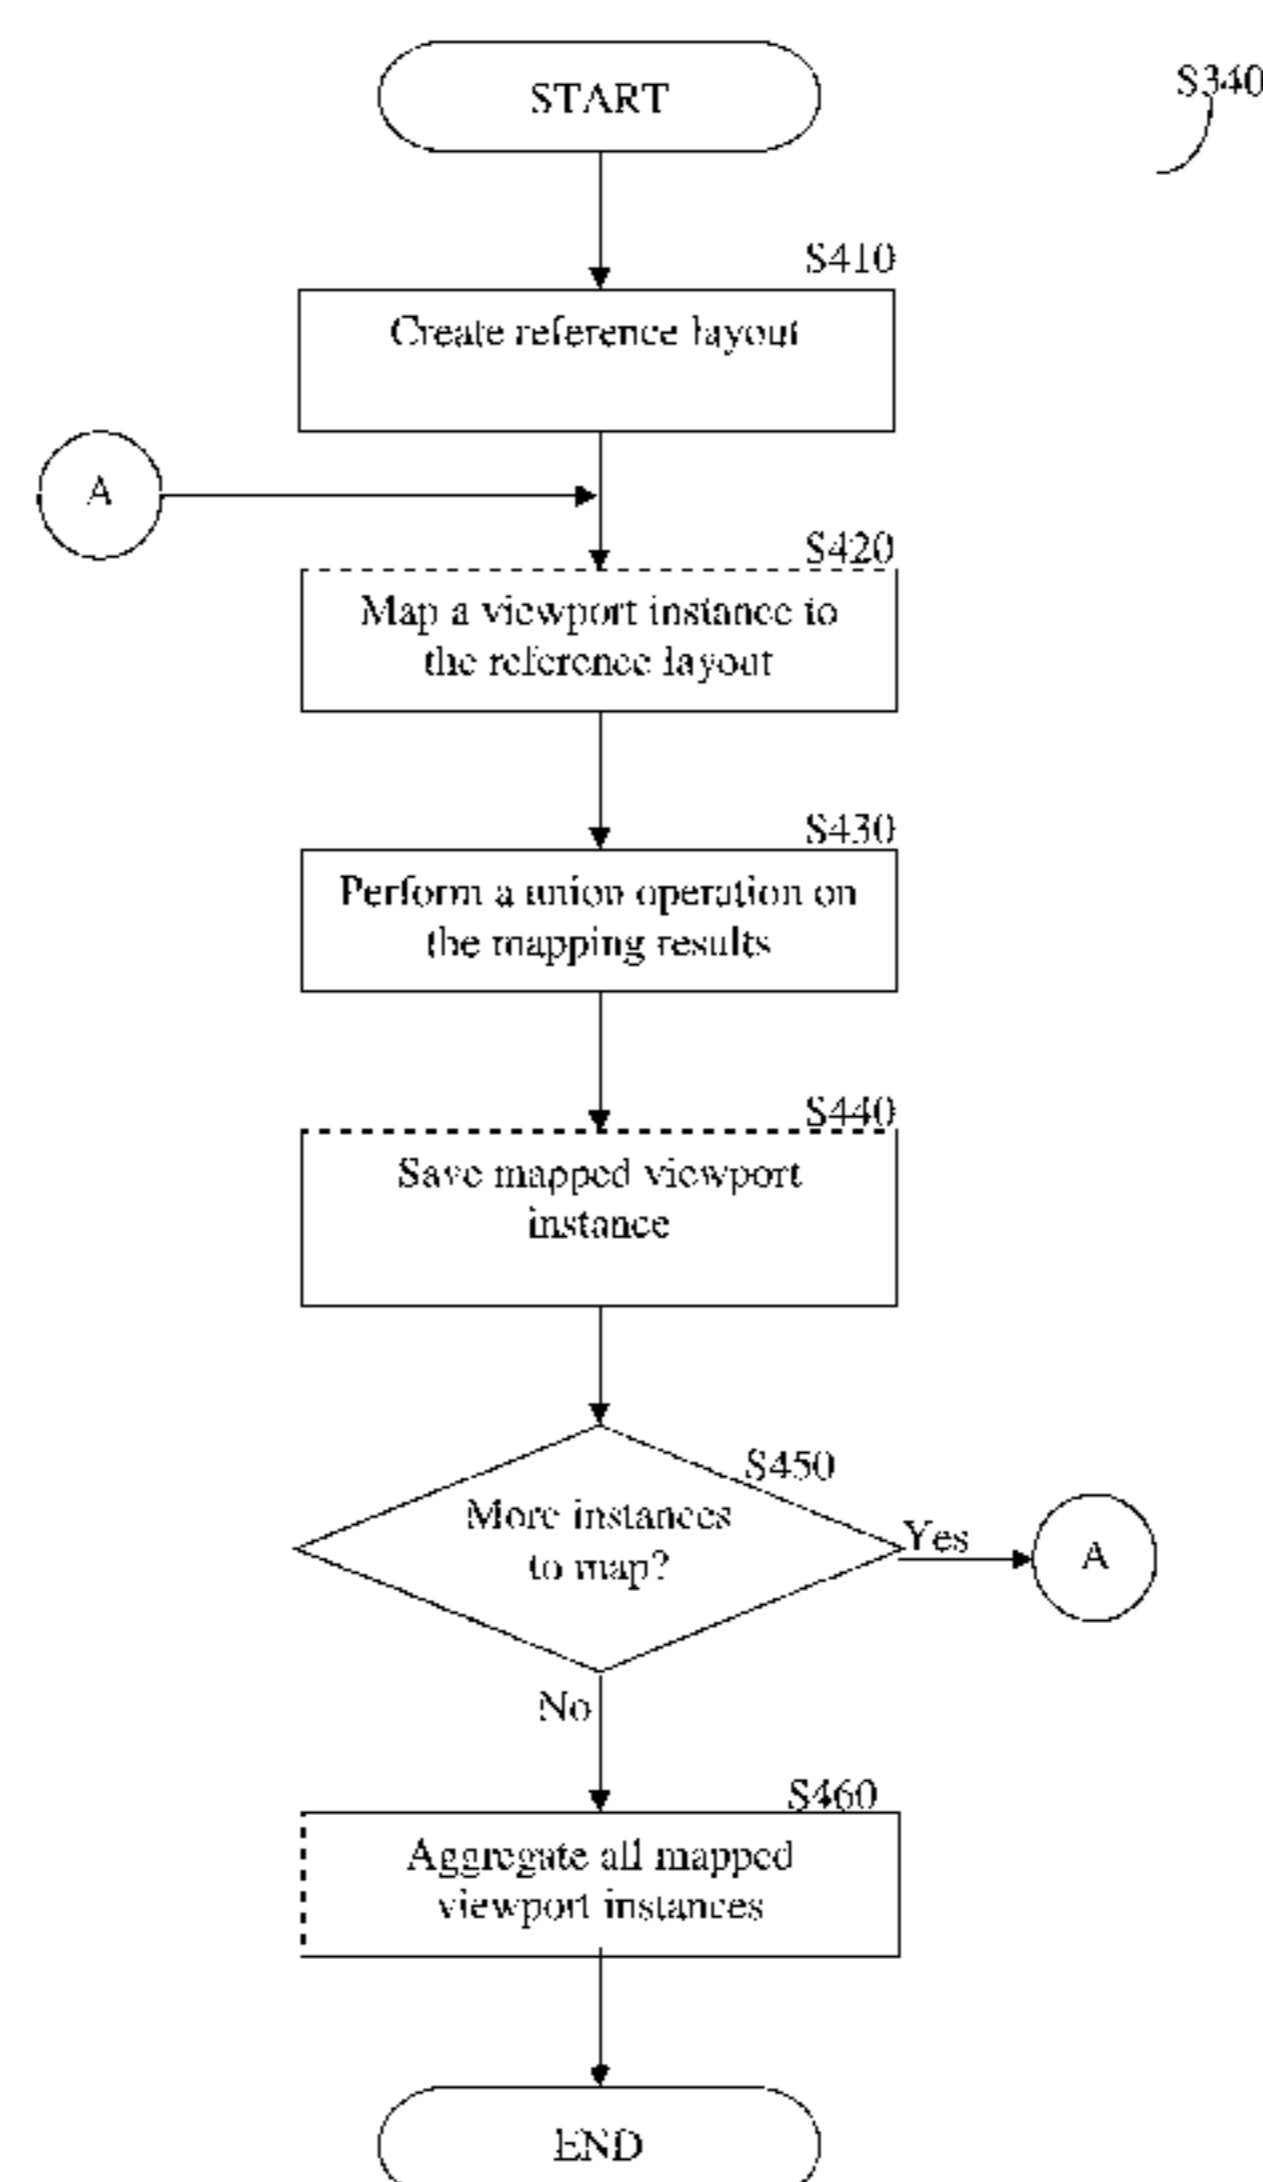 START
S340
S410
Create reference layout
A
S420
Map a viewport instance to
the reference layout
S430
Perform a union operation on
the mapping results
S440
Save mapped viewport
instance
S450
More instances
to map?
Yes
A
No
S460
Aggregate all mapped
viewport instances
END